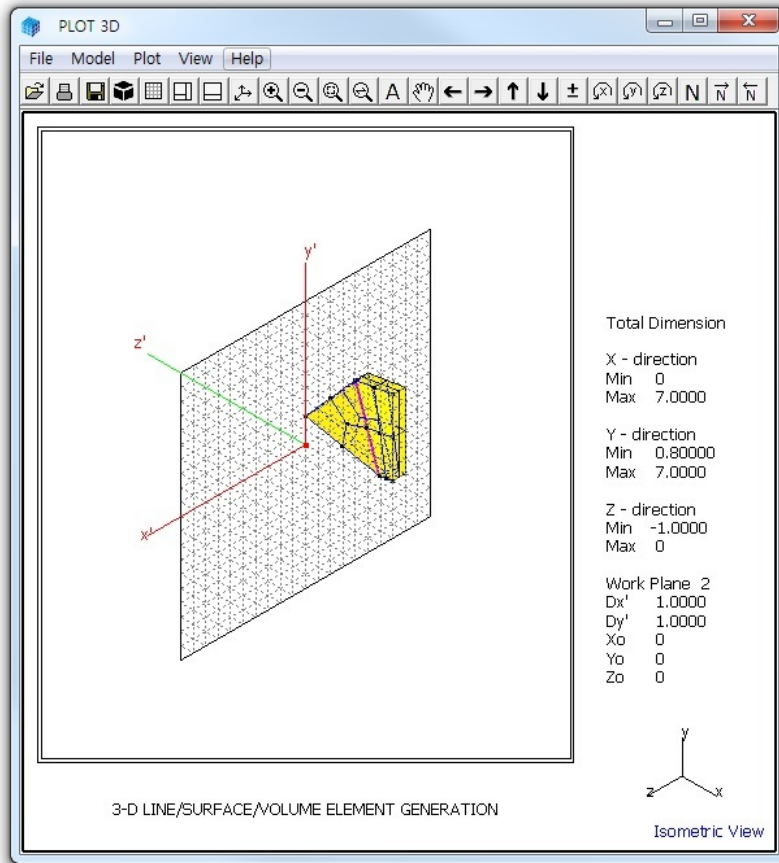 PLOT 3D
File Model Plot View Help
A ± x y z N N N
y'
z'
x'
Total Dimension
X - direction
Min 0
Max 7.0000
Y - direction
Min 0.80000
Max 7.0000
Z - direction
Min -1.0000
Max 0
Work Plane 2
Dx' 1.0000
Dy' 1.0000
Xo 0
Yo 0
Zo 0
y
z x
3-D LINE/SURFACE/VOLUME ELEMENT GENERATION
Isometric View